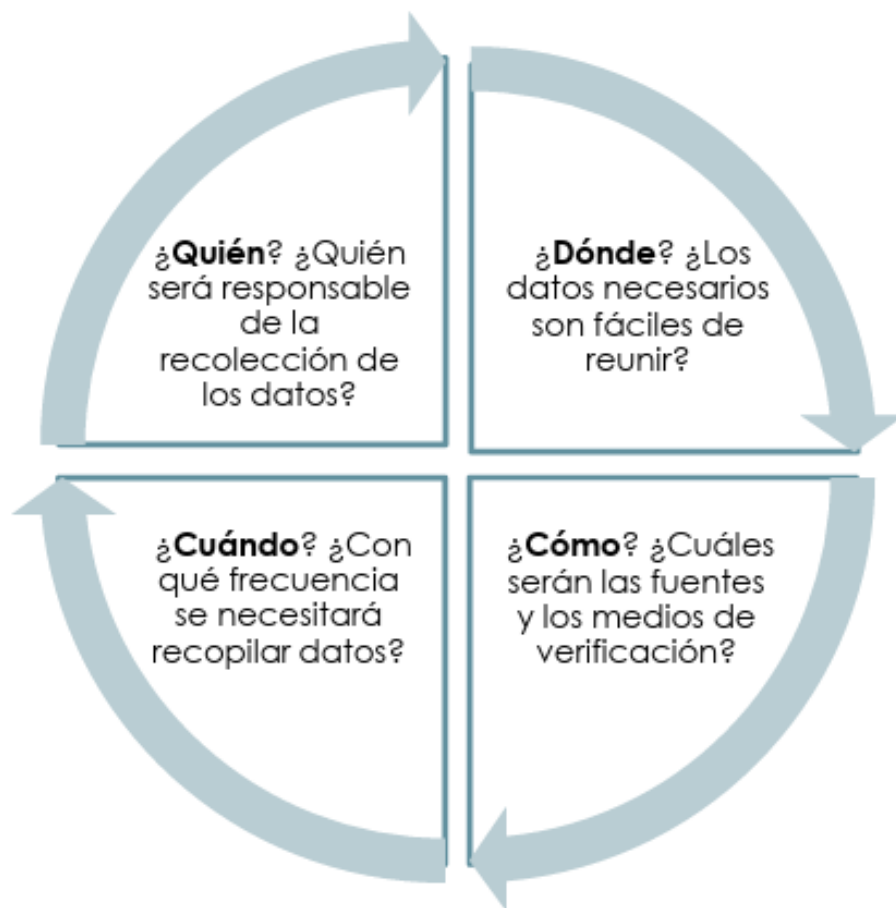 ¿Quién? ¿Quién
será responsable
de la
recolección de
los datos?
¿Dónde? ¿Los
datos necesarios
son fáciles de
reunir?
¿Cuándo? ¿Con
qué frecuencia
se necesitará
recopilar datos?
¿Cómo? ¿Cuáles
serán las fuentes
y los medios de
verificación?